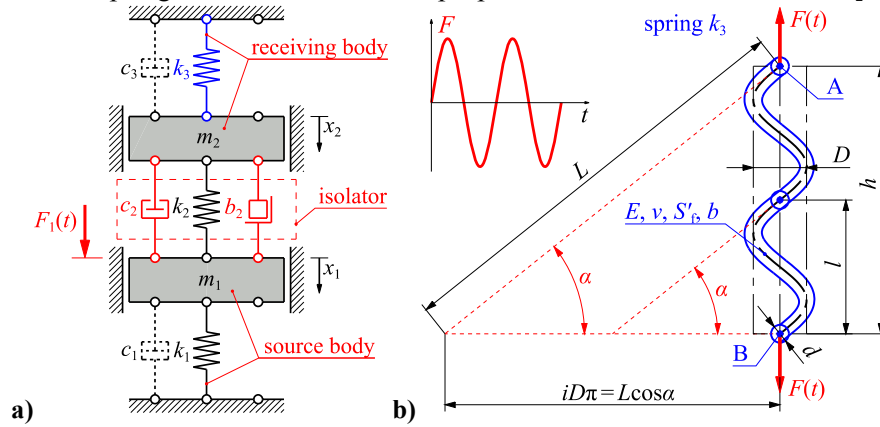 receiving body
c₃
k₃
m₂
x₂
c₂
k₂
b₂
isolator
F₁(t)
m₁
x₁
c₁
k₁
source body
a)
F
t
spring k₃
F(t)
A
L
D
h
E, ν, S'f, b
l
α
α
B
d
F(t)
iDπ = Lcosα
b)